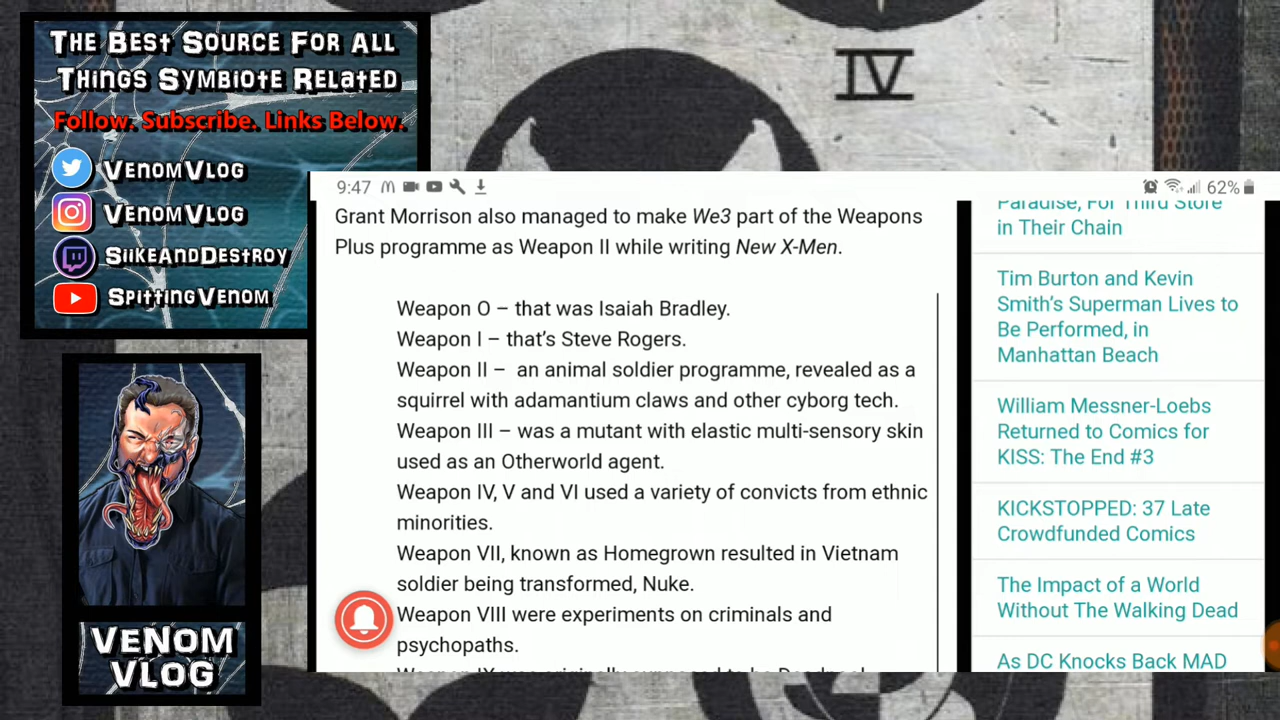 THE BEST SOURCE FOR ALL
THINGS SYMBIOTE RELATED
Follow. Subscribe. Links Below.
VENOMVLOG
VENOMVLOG
SIIKEANDDESTROY
SPITTINGVENOM
VENOM
VLOG
IV
9:47
62%
Grant Morrison also managed to make We3 part of the Weapons
Plus programme as Weapon II while writing New X-Men.
Weapon O – that was Isaiah Bradley.
Weapon I – that's Steve Rogers.
Weapon II – an animal soldier programme, revealed as a
squirrel with adamantium claws and other cyborg tech.
Weapon III – was a mutant with elastic multi-sensory skin
used as an Otherworld agent.
Weapon IV, V and VI used a variety of convicts from ethnic
minorities.
Weapon VII, known as Homegrown resulted in Vietnam
soldier being transformed, Nuke.
Weapon VIII were experiments on criminals and
psychopaths.
Paradise, For Third Store
in Their Chain
Tim Burton and Kevin
Smith's Superman Lives to
Be Performed, in
Manhattan Beach
William Messner-Loebs
Returned to Comics for
KISS: The End #3
KICKSTOPPED: 37 Late
Crowdfunded Comics
The Impact of a World
Without The Walking Dead
As DC Knocks Back MAD